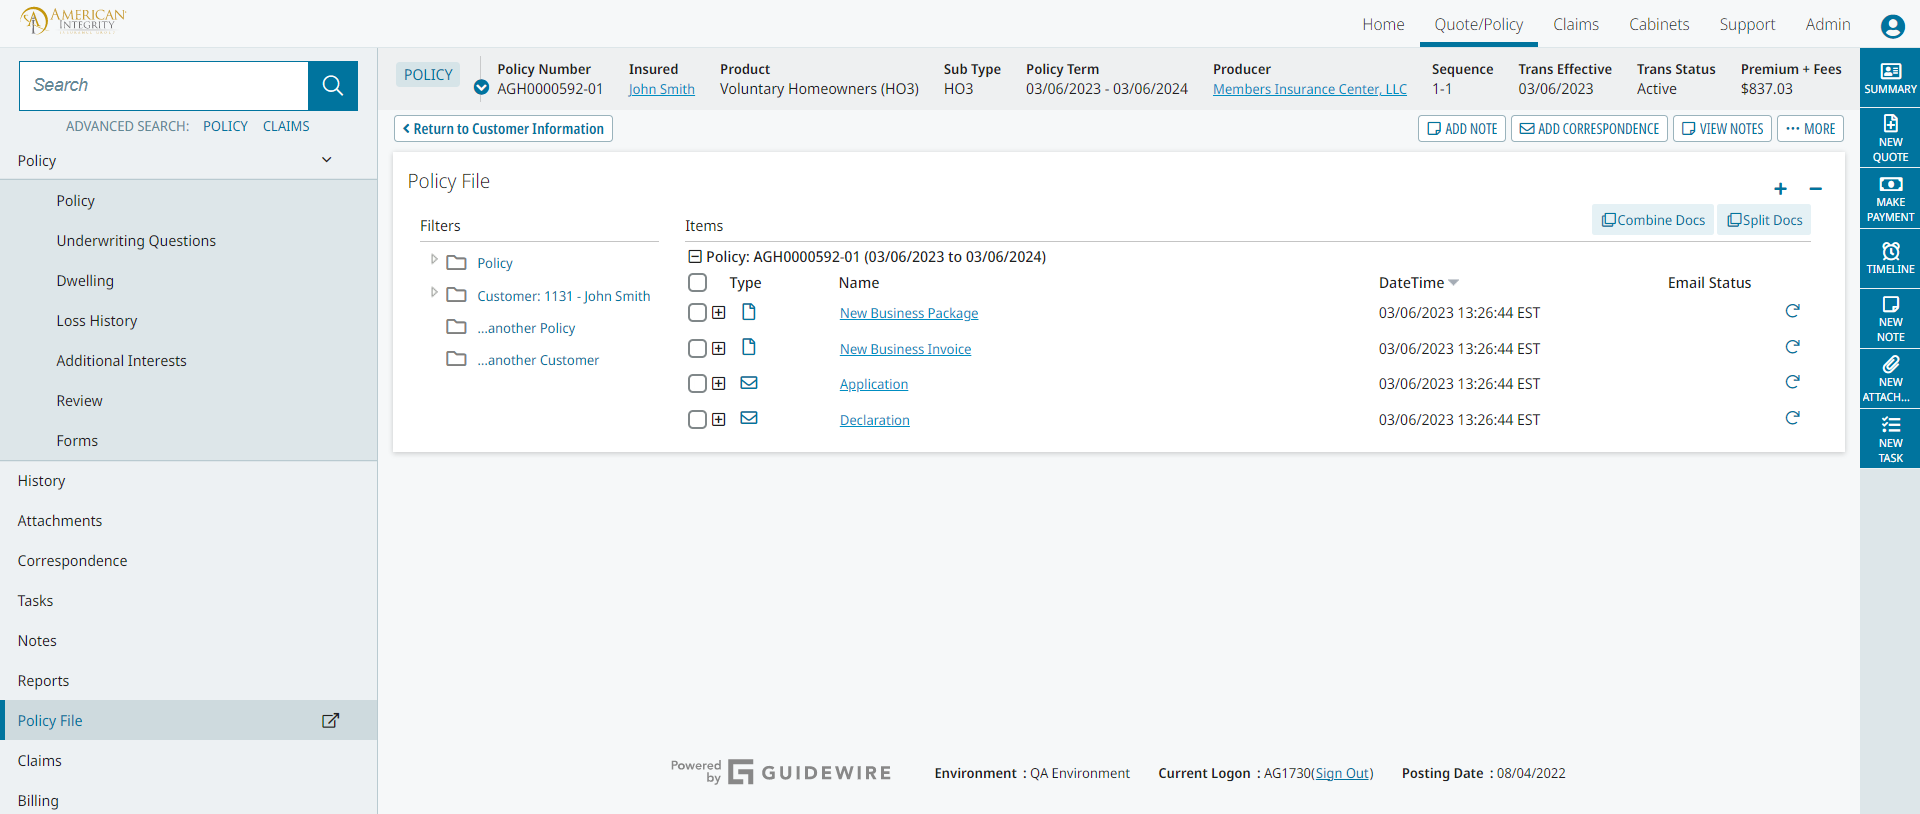 AMERICAN
INTEGRITY
Home Quote/Policy Claims Cabinets Support Admin
Search
ADVANCED SEARCH: POLICY CLAIMS
POLICY
Policy Number Insured Product Sub Type Policy Term Producer Sequence Trans Effective Trans Status Premium + Fees
AGH0000592-01 John Smith Voluntary Homeowners (HO3) HO3 03/06/2023 - 03/06/2024 Members Insurance Center, LLC 1-1 03/06/2023 Active $837.03
Return to Customer Information
ADD NOTE ADD CORRESPONDENCE VIEW NOTES ··· MORE
Policy
Policy
Underwriting Questions
Dwelling
Loss History
Additional Interests
Review
Forms
History
Attachments
Correspondence
Tasks
Notes
Reports
Policy File
Claims
Billing
Policy File
+ −
Filters
Policy
Customer: 1131 - John Smith
...another Policy
...another Customer
Items
Combine Docs Split Docs
Policy: AGH0000592-01 (03/06/2023 to 03/06/2024)
Type Name DateTime Email Status
New Business Package 03/06/2023 13:26:44 EST
New Business Invoice 03/06/2023 13:26:44 EST
Application 03/06/2023 13:26:44 EST
Declaration 03/06/2023 13:26:44 EST
SUMMARY
NEW
QUOTE
MAKE
PAYMENT
TIMELINE
NEW
NOTE
NEW
ATTACH...
NEW
TASK
Powered
by
GUIDEWIRE
Environment : QA Environment Current Logon : AG1730(Sign Out) Posting Date : 08/04/2022